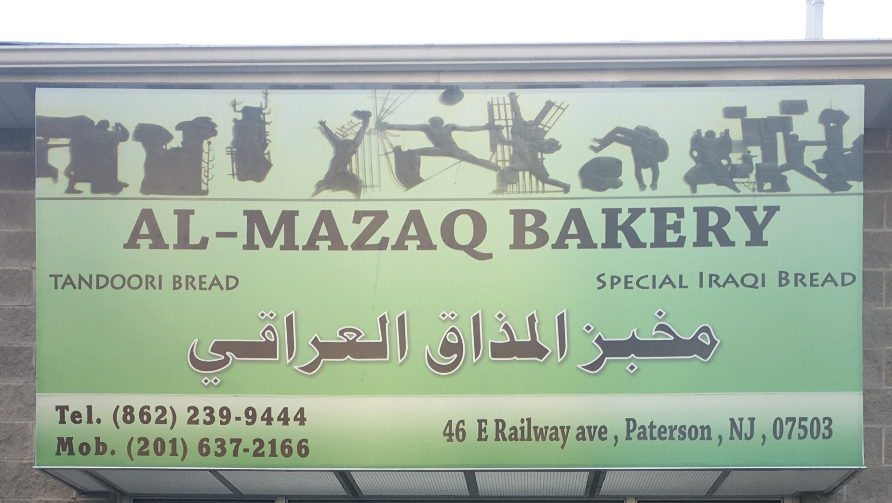 AL-MAZAQ BAKERY
TANDOORI BREAD
SPECIAL IRAQI BREAD
مخبز المذاق العراقي
Tel. (862) 239-9444
Mob. (201) 637-2166
46 E Railway ave , Paterson , NJ , 07503